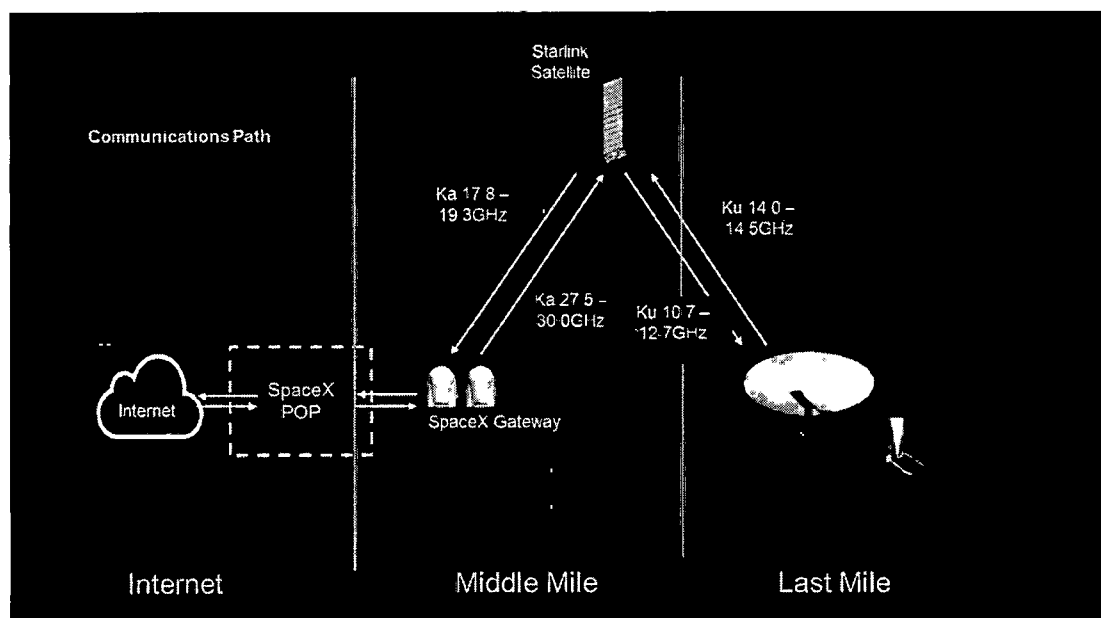 Starlink
Satellite
Communications Path
Ka 17 8 –
19.3GHz
Ku 14 0 –
14 5GHz
Ka 27 5 –
30.0GHz
Ku 10 7 –
12.7GHz
Internet
SpaceX
POP
SpaceX Gateway
Internet
Middle Mile
Last Mile